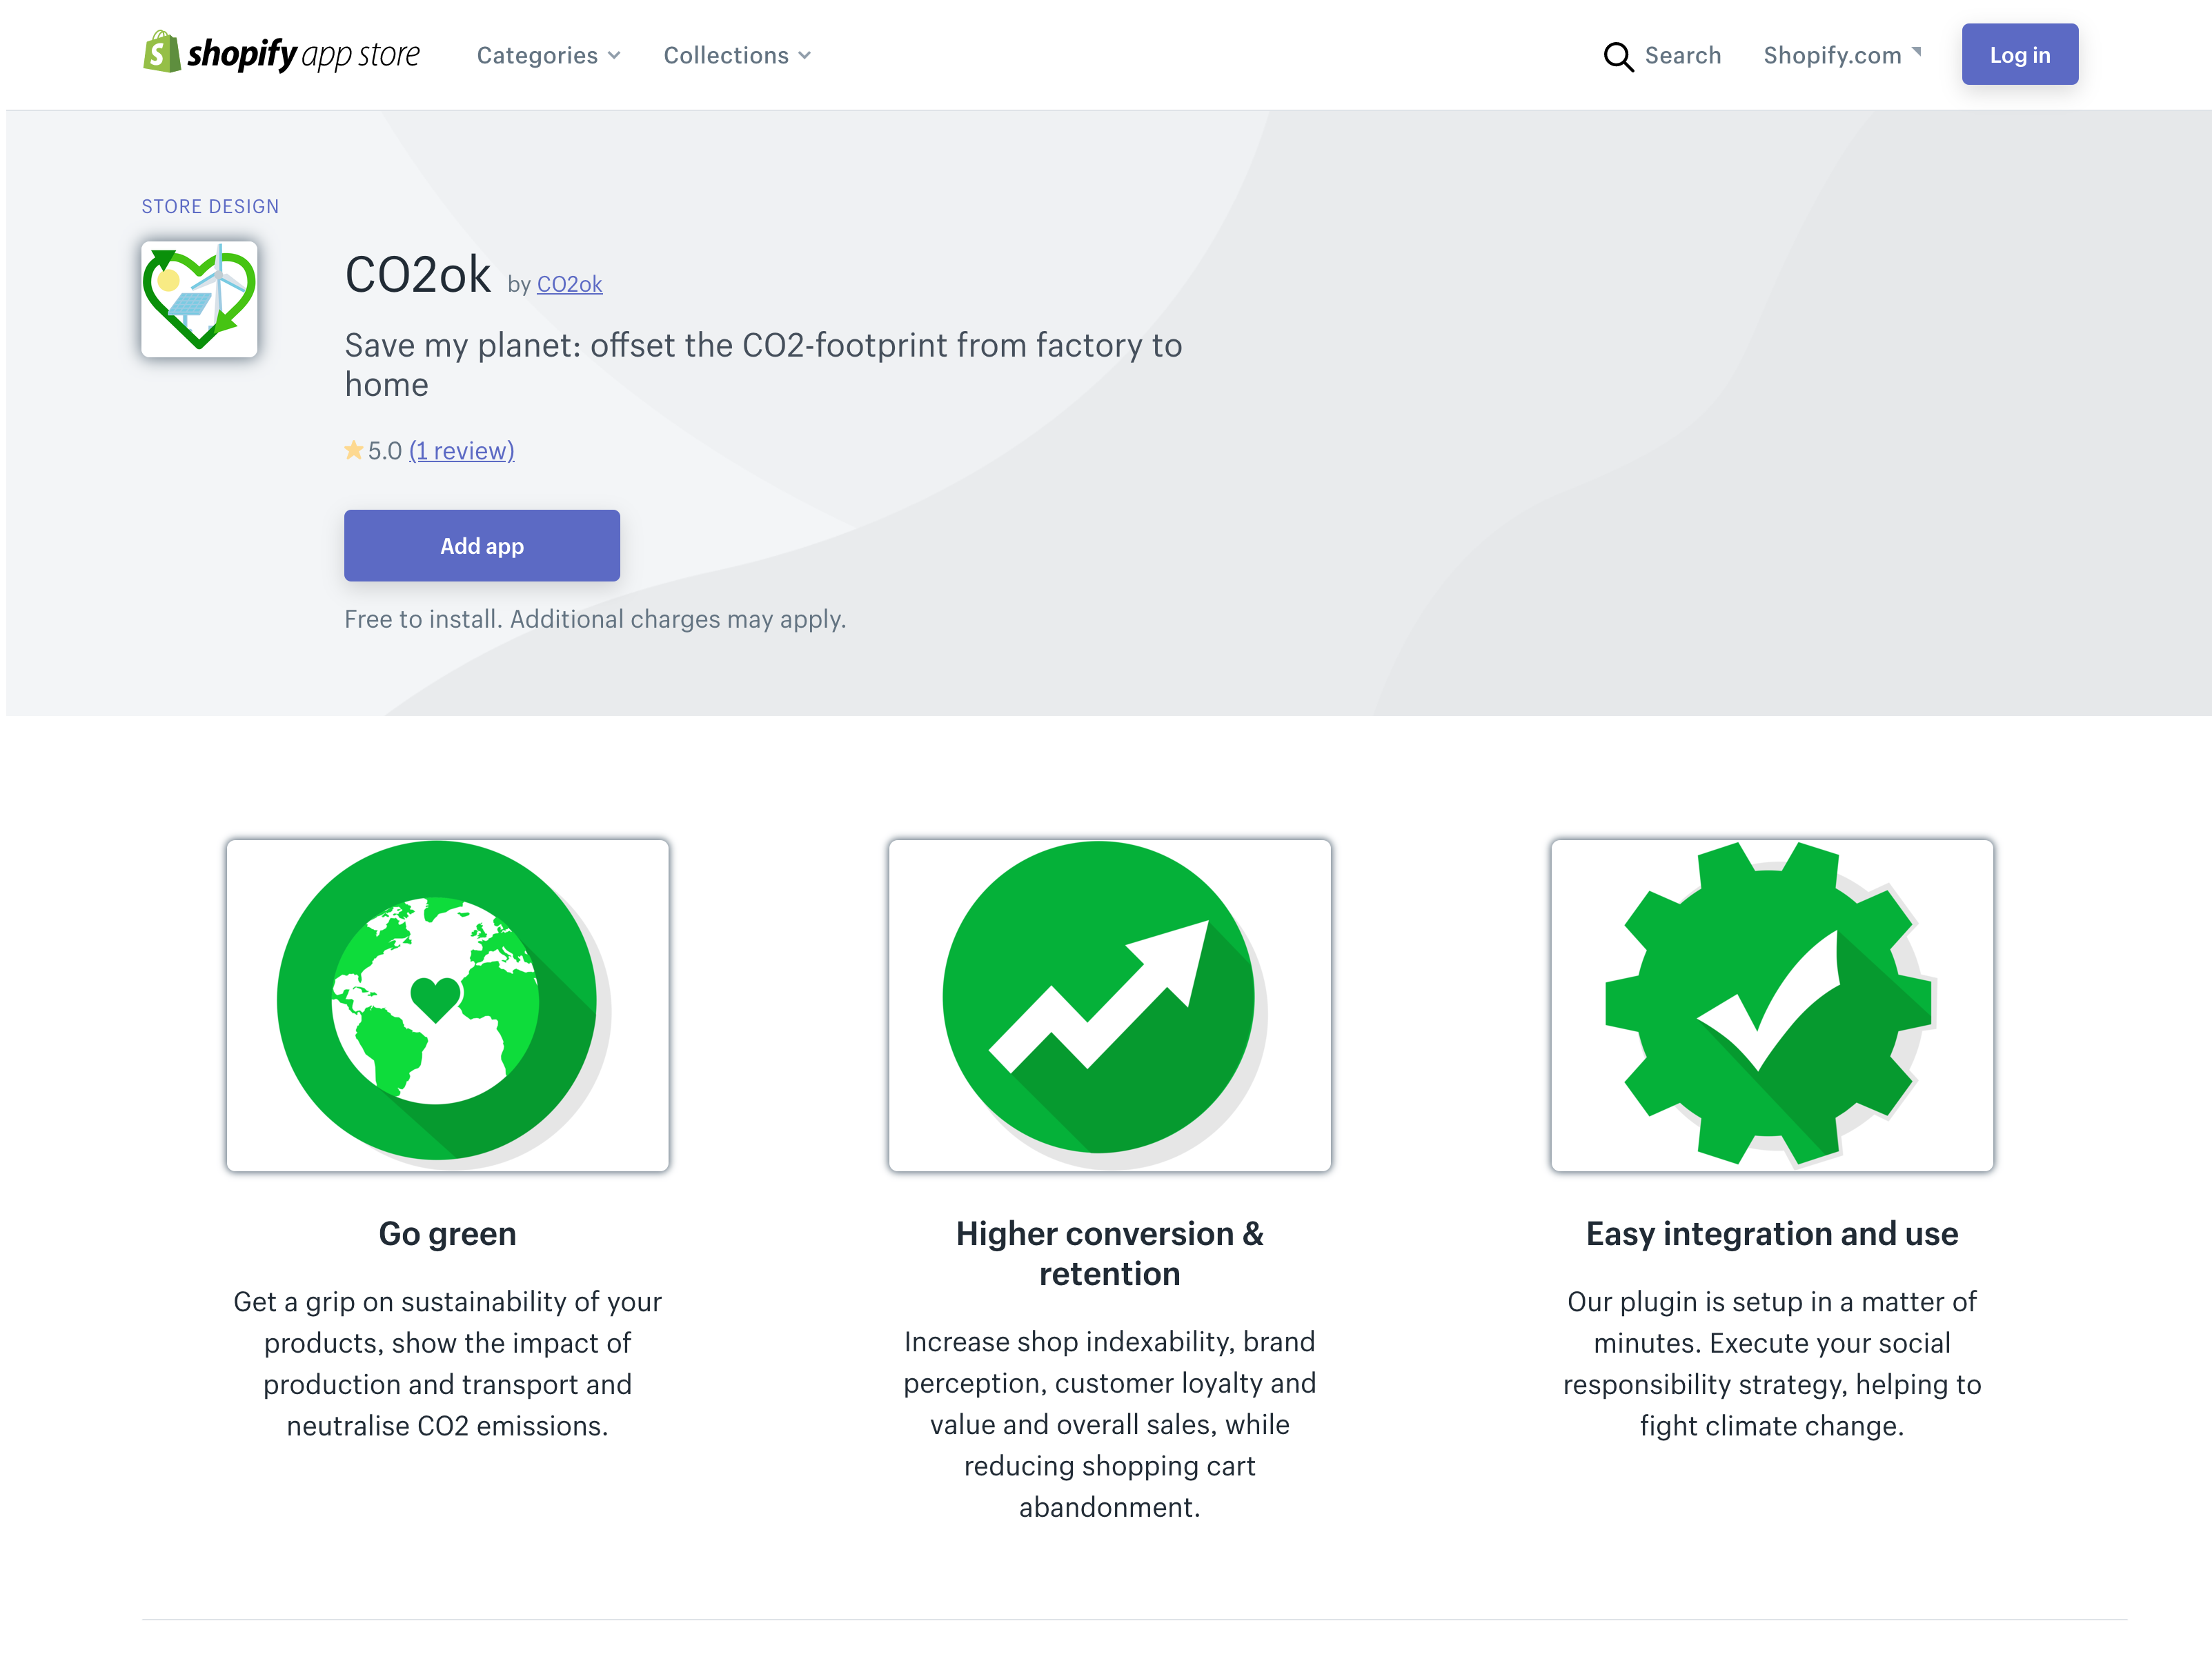 shopify app store Categories Collections Search Shopify.com Log in
STORE DESIGN
CO2ok by CO2ok
Save my planet: offset the CO2-footprint from factory to
home
5.0 (1 review)
Add app
Free to install. Additional charges may apply.
Go green
Get a grip on sustainability of your
products, show the impact of
production and transport and
neutralise CO2 emissions.
Higher conversion &
retention
Increase shop indexability, brand
perception, customer loyalty and
value and overall sales, while
reducing shopping cart
abandonment.
Easy integration and use
Our plugin is setup in a matter of
minutes. Execute your social
responsibility strategy, helping to
fight climate change.